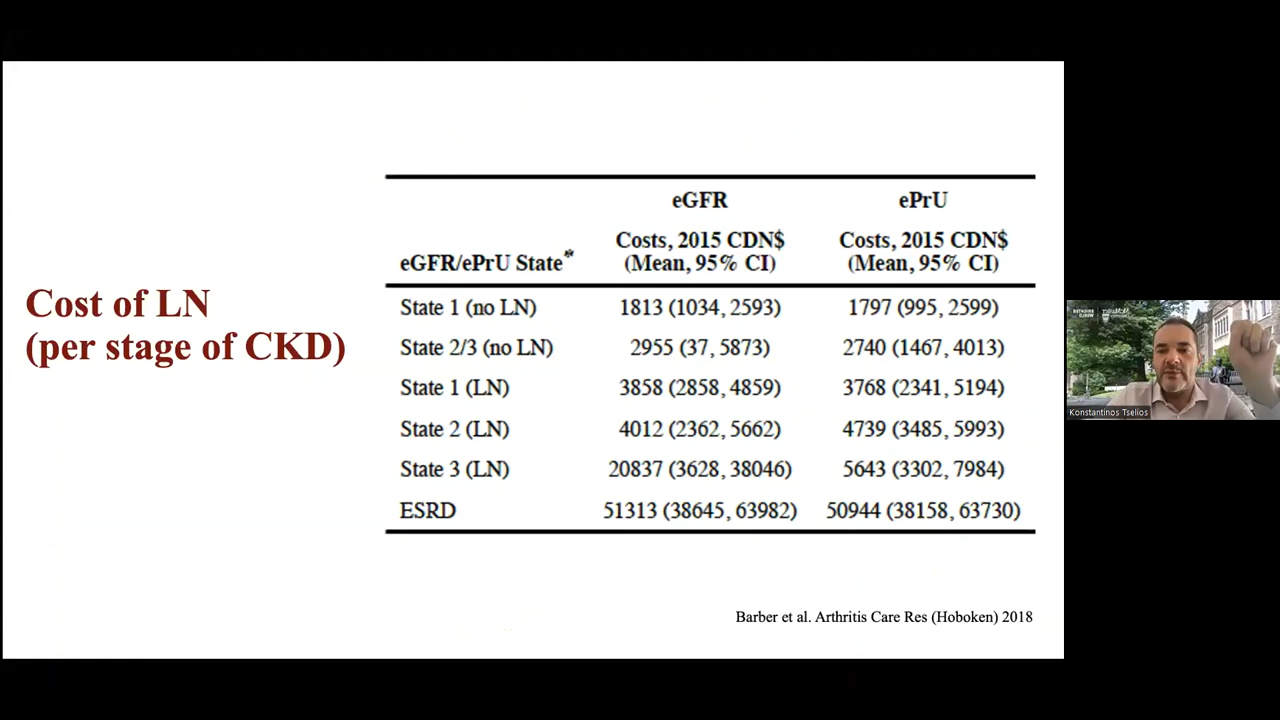 Cost of LN
(per stage of CKD)
eGFR ePrU
Costs, 2015 CDN$ Costs, 2015 CDN$
eGFR/ePrU State* (Mean, 95% CI) (Mean, 95% CI)
State 1 (no LN) 1813 (1034, 2593) 1797 (995, 2599)
State 2/3 (no LN) 2955 (37, 5873) 2740 (1467, 4013)
State 1 (LN) 3858 (2858, 4859) 3768 (2341, 5194)
State 2 (LN) 4012 (2362, 5662) 4739 (3485, 5993)
State 3 (LN) 20837 (3628, 38046) 5643 (3302, 7984)
ESRD 51313 (38645, 63982) 50944 (38158, 63730)
Barber et al. Arthritis Care Res (Hoboken) 2018
Konstantinos Tselios